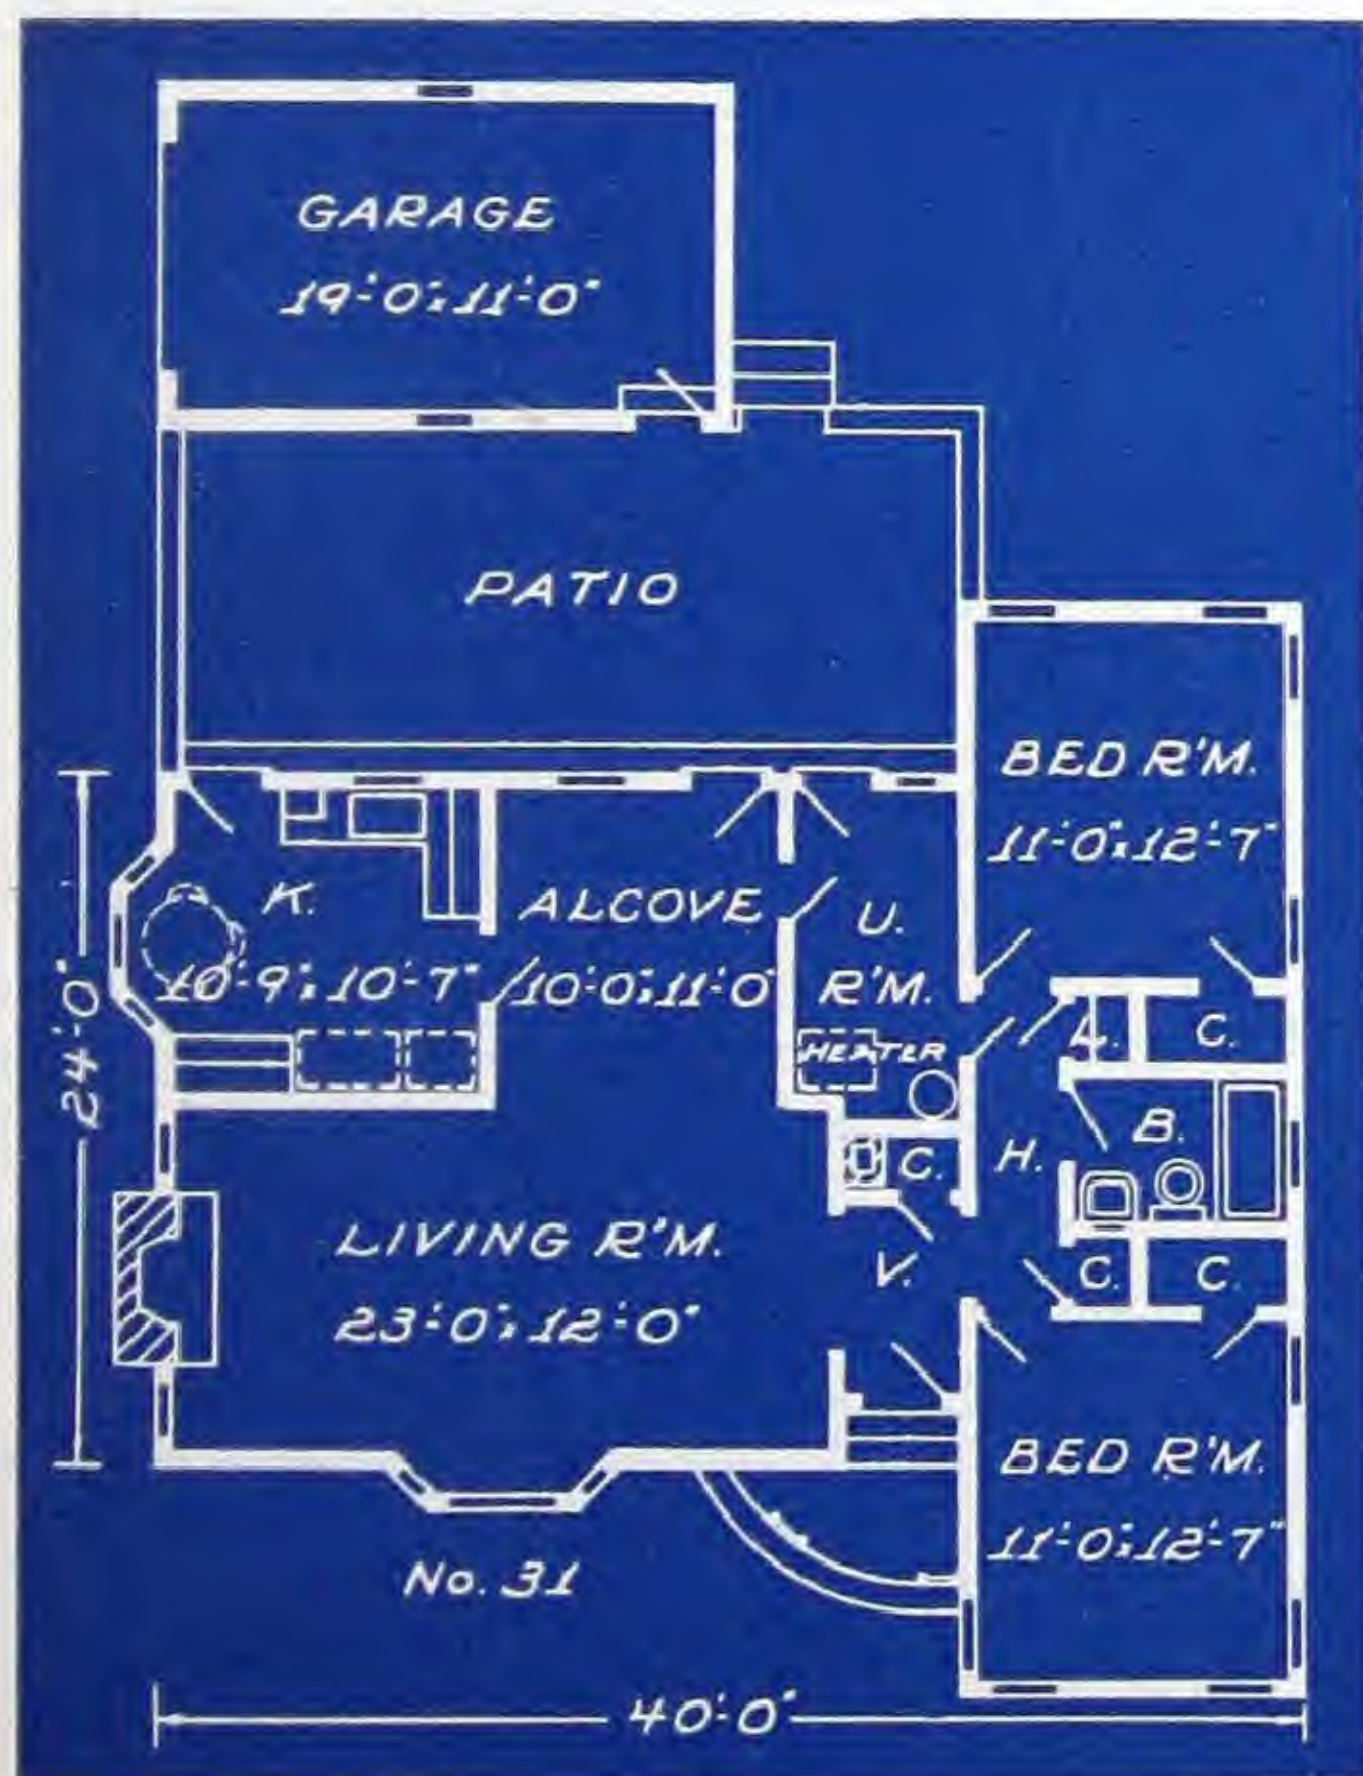 GARAGE
19'-0"x11'-0"
PATIO
BED R'M.
11'-0"x12'-7"
K.
10'-9"x10'-7"
ALCOVE
10'-0"x11'-0"
U.
R'M.
HEATER
L.
C.
24'-0"
B.
H.
C.
LIVING R'M.
23'-0"x12'-0"
V.
C.
C.
BED R'M.
11'-0"x12'-7"
No. 31
40'-0"